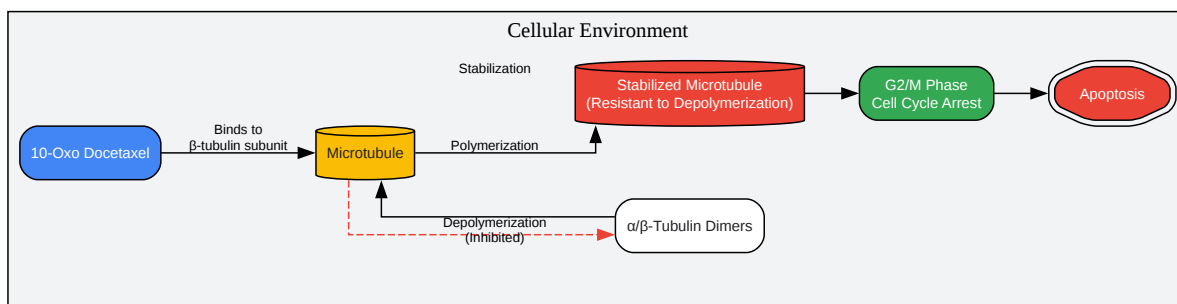 Cellular Environment
Stabilization
Stabilized Microtubule
(Resistant to Depolymerization)
G2/M Phase
Cell Cycle Arrest
Apoptosis
10-Oxo Docetaxel
Binds to
β-tubulin subunit
Microtubule
Polymerization
Depolymerization
(Inhibited)
α/β-Tubulin Dimers